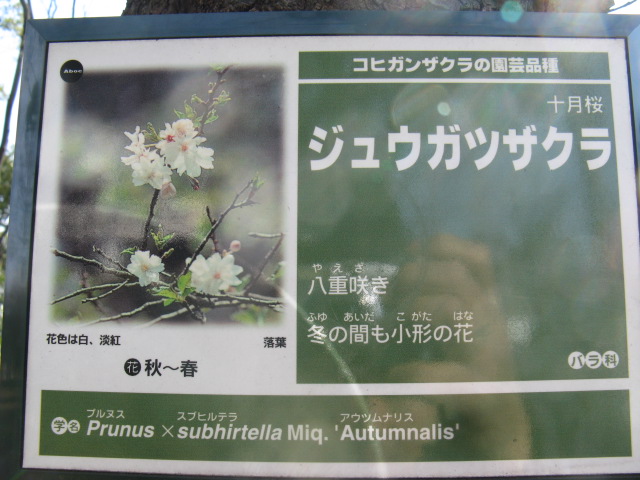 Aboc
コヒガンザクラの園芸品種
十月桜
ジュウガツザクラ
やえざ
八重咲き
ふゆ あいだ こがた はな
冬の間も小形の花
花色は白、淡紅 落葉
花 秋～春
バラ科
プルヌス スブヒルテラ アウツムナリス
学名 Prunus ×subhirtella Miq. 'Autumnalis'